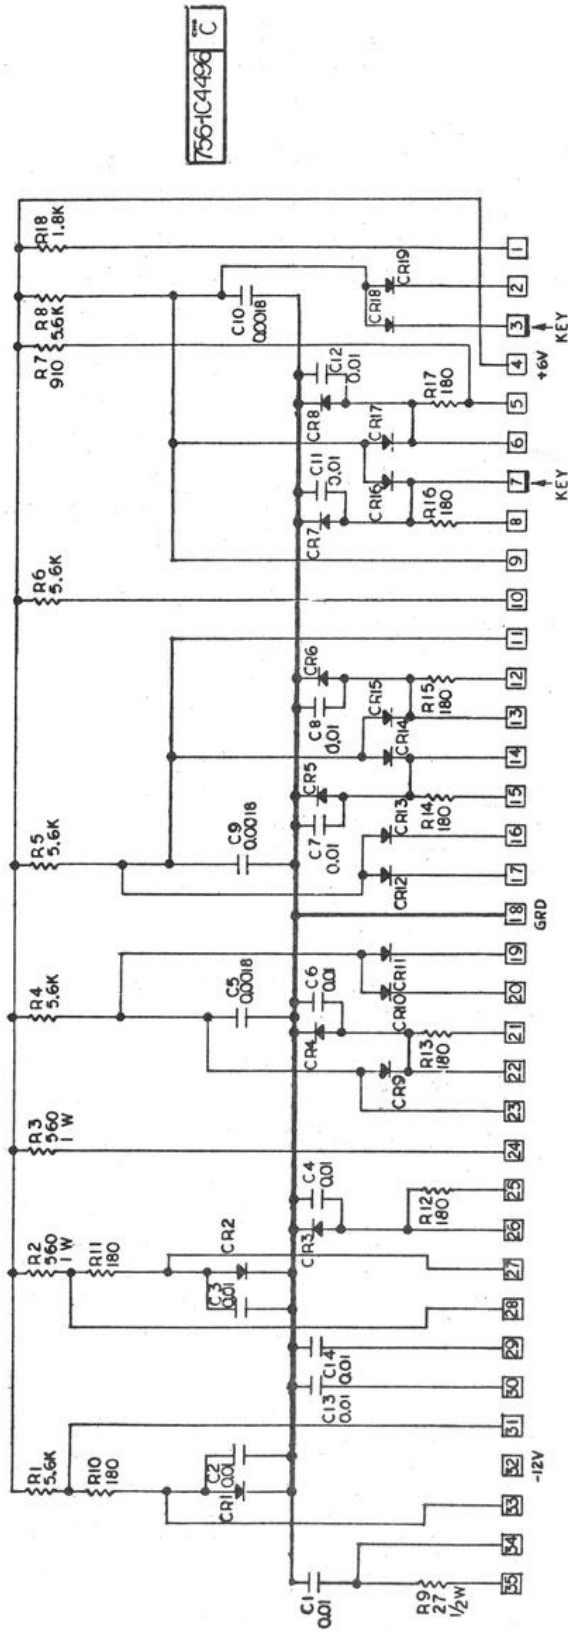 756-1C4496
CHG
C
R1
5.6K
R10
180
C2
0.01
CR1
C1
0.01
R9
27
1/2W
R2
560
1 W
R11
180
CR2
C3
0.01
C13
0.01
C14
0.01
R3
560
1 W
C4
0.01
CR3
R12
180
R4
5.6K
C5
0.0018
C6
0.01
CR4
CR9
CR10
CR11
R13
180
R5
5.6K
C9
0.0018
C7
0.01
CR5
CR12
CR13
R14
180
C8
0.01
CR6
CR14
CR15
R15
180
R6
5.6K
R7
910
R8
5.6K
R18
1.8K
C10
0.0018
C11
0.01
CR7
C12
0.01
CR8
CR16
CR17
R16
180
R17
180
CR18
CR19
35
34
33
32
-12V
31
30
29
28
27
26
25
24
23
22
21
20
19
18
GRD
17
16
15
14
13
12
11
10
9
8
7
KEY
6
5
4
+6V
3
KEY
2
1